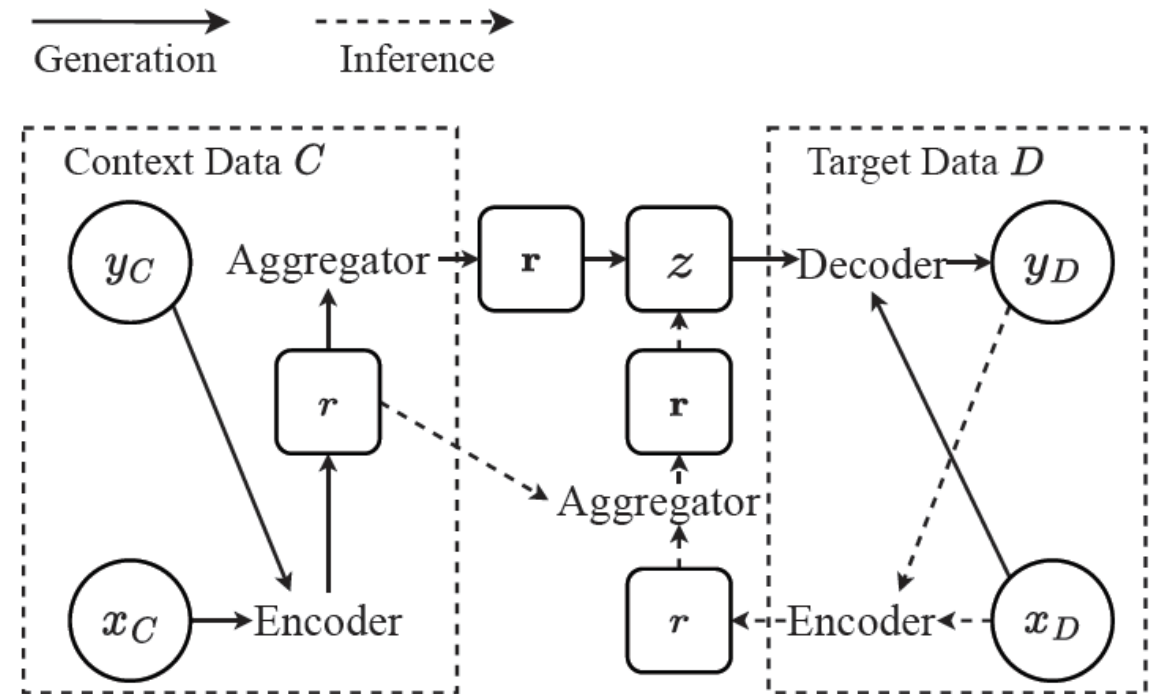 Generation
Inference
Context Data C
Target Data D
y_C
Aggregator
r
z
Decoder
y_D
r
r
Aggregator
x_C
Encoder
r
Encoder
x_D